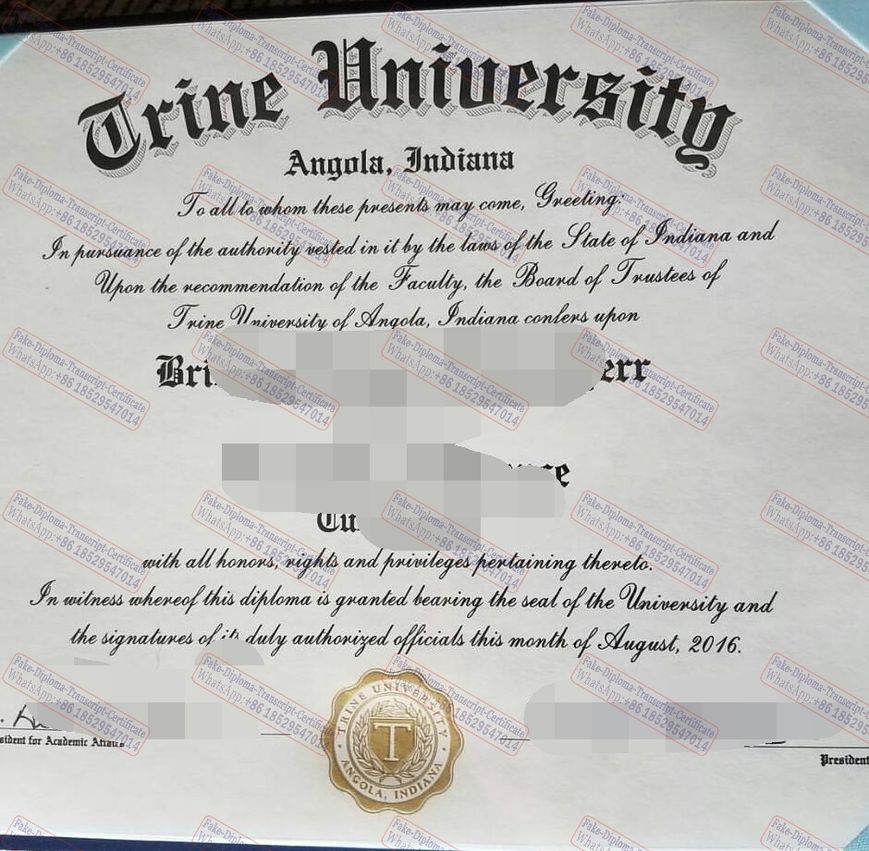 Trine University
Angola, Indiana
To all to whom these presents may come, Greeting:
In pursuance of the authority vested in it by the laws of the State of Indiana and
Upon the recommendation of the Faculty, the Board of Trustees of
Trine University of Angola, Indiana confers upon
with all honors, rights and privileges pertaining thereto.
In witness whereof this diploma is granted bearing the seal of the University and
the signatures of its duly authorized officials this month of August, 2016.
TRINE UNIVERSITY
T
ANGOLA, INDIANA
for Academic Affairs
President
Fake-Diploma-Transcript-Certificate
WhatsApp:+86 18529547014